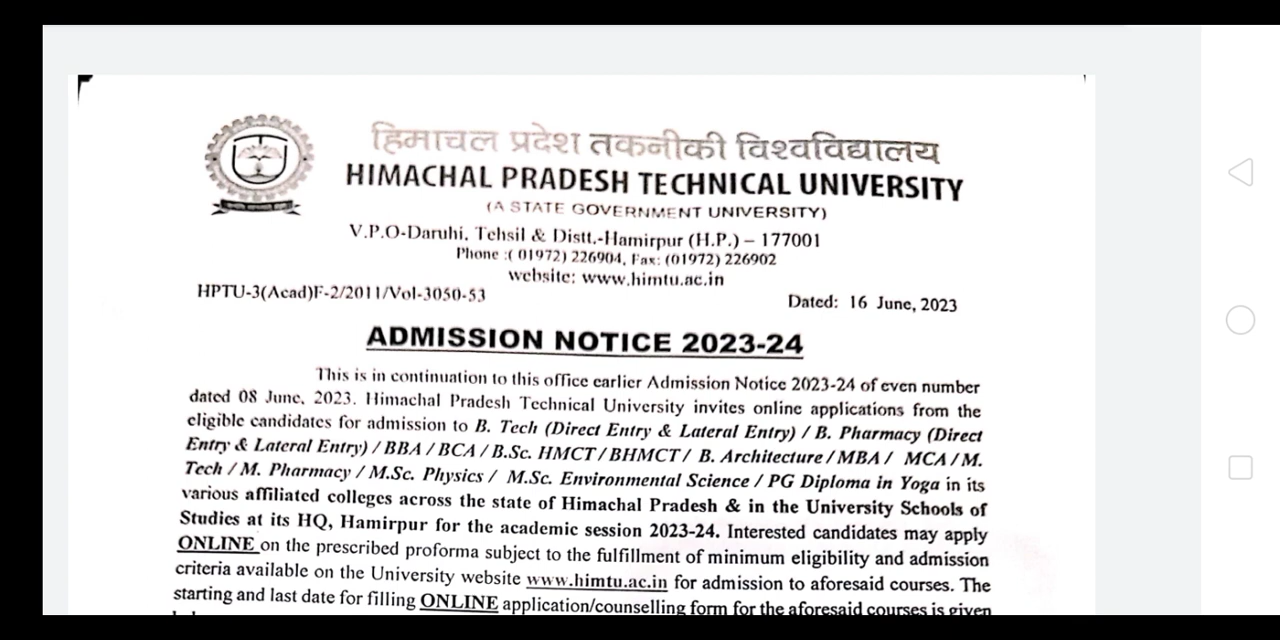 हिमाचल प्रदेश तकनीकी विश्वविद्यालय
HIMACHAL PRADESH TECHNICAL UNIVERSITY
(A STATE GOVERNMENT UNIVERSITY)
V.P.O-Daruhi, Tehsil & Distt.-Hamirpur (H.P.) – 177001
Phone :( 01972) 226904, Fax: (01972) 226902
website: www.himtu.ac.in
HPTU-3(Acad)F-2/2011/Vol-3050-53
Dated: 16 June, 2023
ADMISSION NOTICE 2023-24
This is in continuation to this office earlier Admission Notice 2023-24 of even number
dated 08 June, 2023. Himachal Pradesh Technical University invites online applications from the
eligible candidates for admission to B. Tech (Direct Entry & Lateral Entry) / B. Pharmacy (Direct
Entry & Lateral Entry) / BBA / BCA / B.Sc. HMCT / BHMCT / B. Architecture / MBA / MCA / M.
Tech / M. Pharmacy / M.Sc. Physics / M.Sc. Environmental Science / PG Diploma in Yoga in its
various affiliated colleges across the state of Himachal Pradesh & in the University Schools of
Studies at its HQ, Hamirpur for the academic session 2023-24. Interested candidates may apply
ONLINE on the prescribed proforma subject to the fulfillment of minimum eligibility and admission
criteria available on the University website www.himtu.ac.in for admission to aforesaid courses. The
starting and last date for filling ONLINE application/counselling form for the aforesaid courses is given